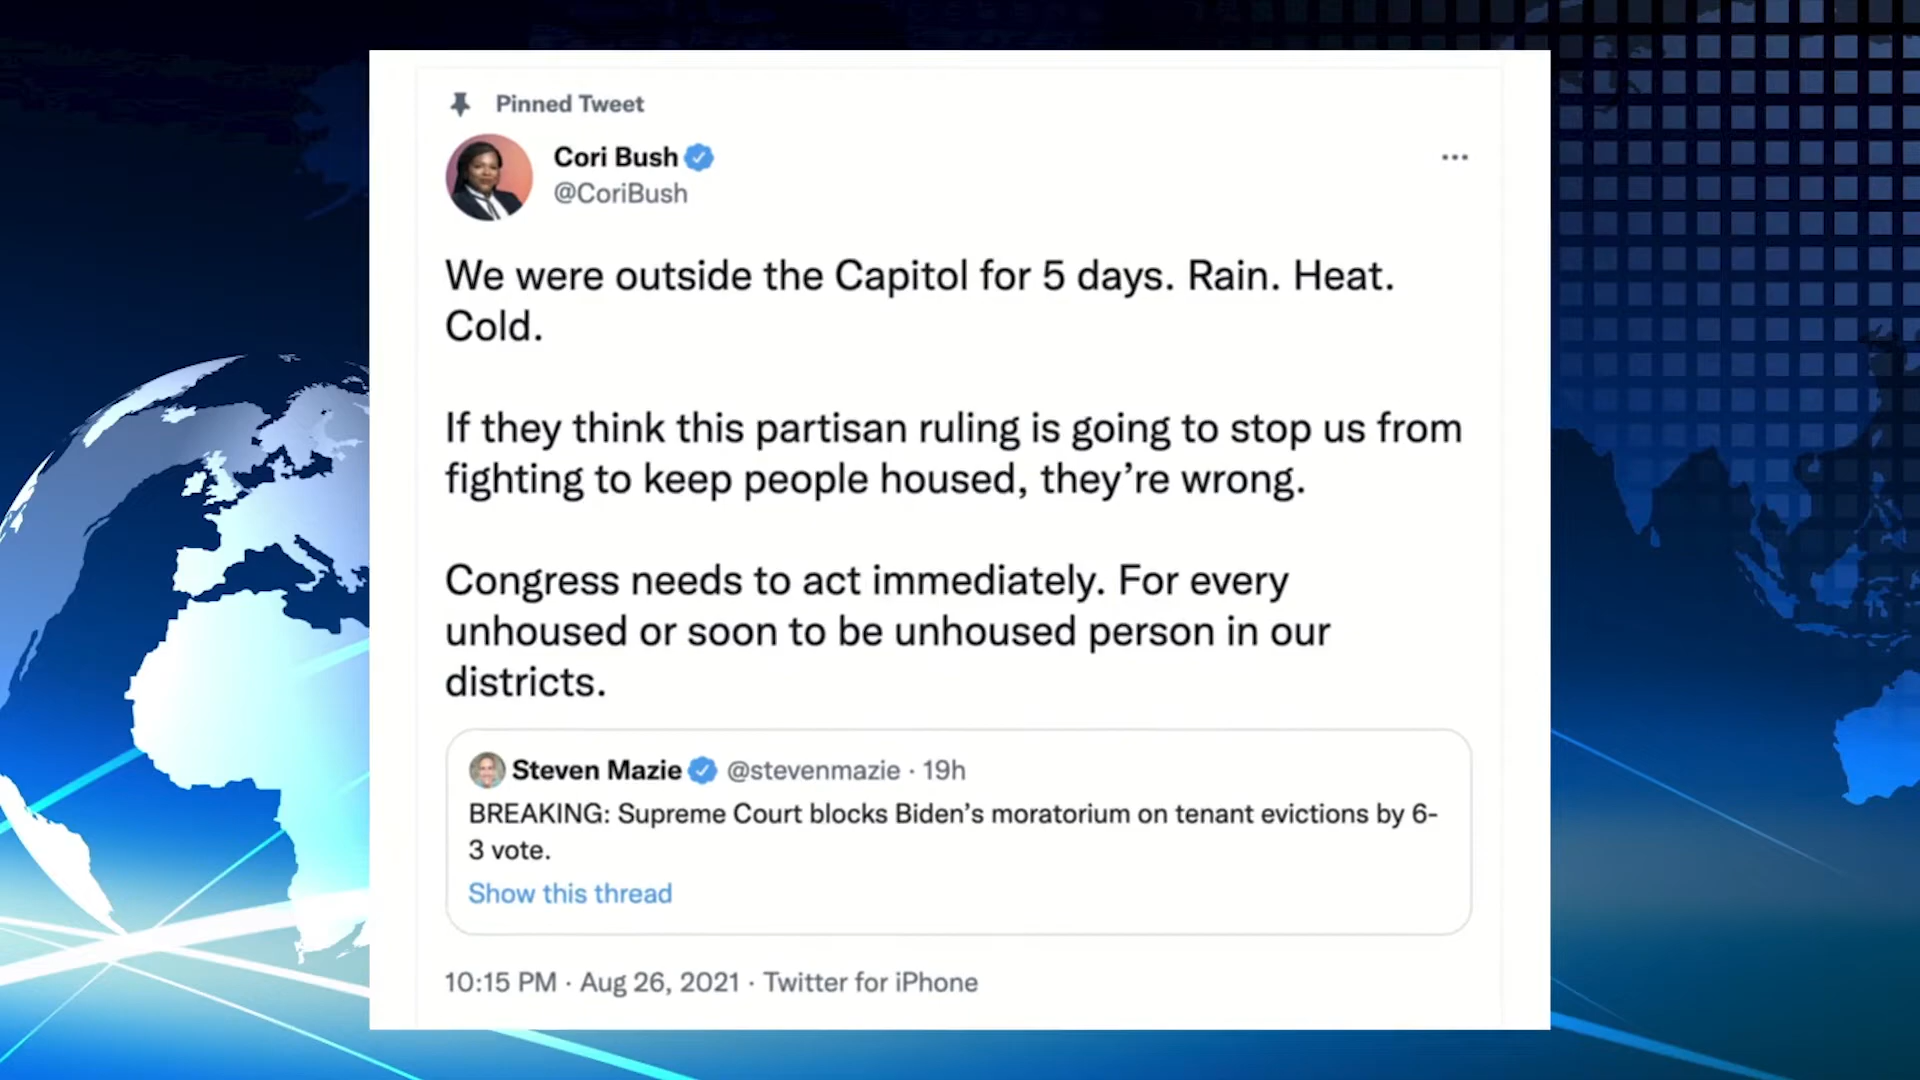 Pinned Tweet
Cori Bush
@CoriBush
We were outside the Capitol for 5 days. Rain. Heat.
Cold.
If they think this partisan ruling is going to stop us from
fighting to keep people housed, they’re wrong.
Congress needs to act immediately. For every
unhoused or soon to be unhoused person in our
districts.
Steven Mazie @stevenmazie · 19h
BREAKING: Supreme Court blocks Biden’s moratorium on tenant evictions by 6-
3 vote.
Show this thread
10:15 PM · Aug 26, 2021 · Twitter for iPhone